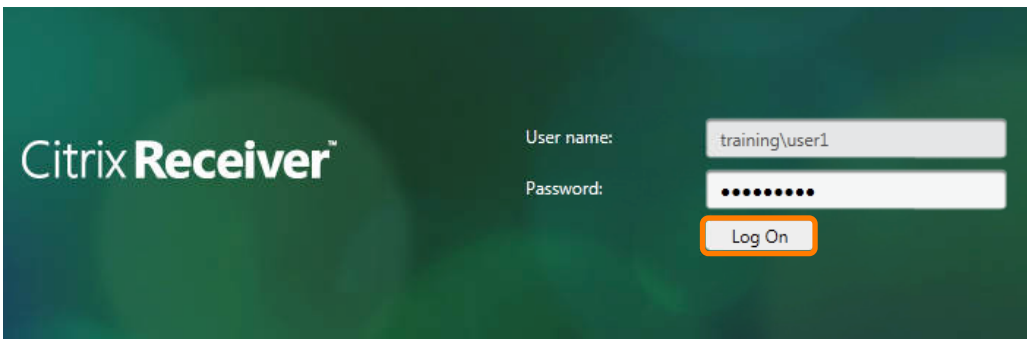 Citrix Receiver™
User name:
training\user1
Password:
•••••••••
Log On